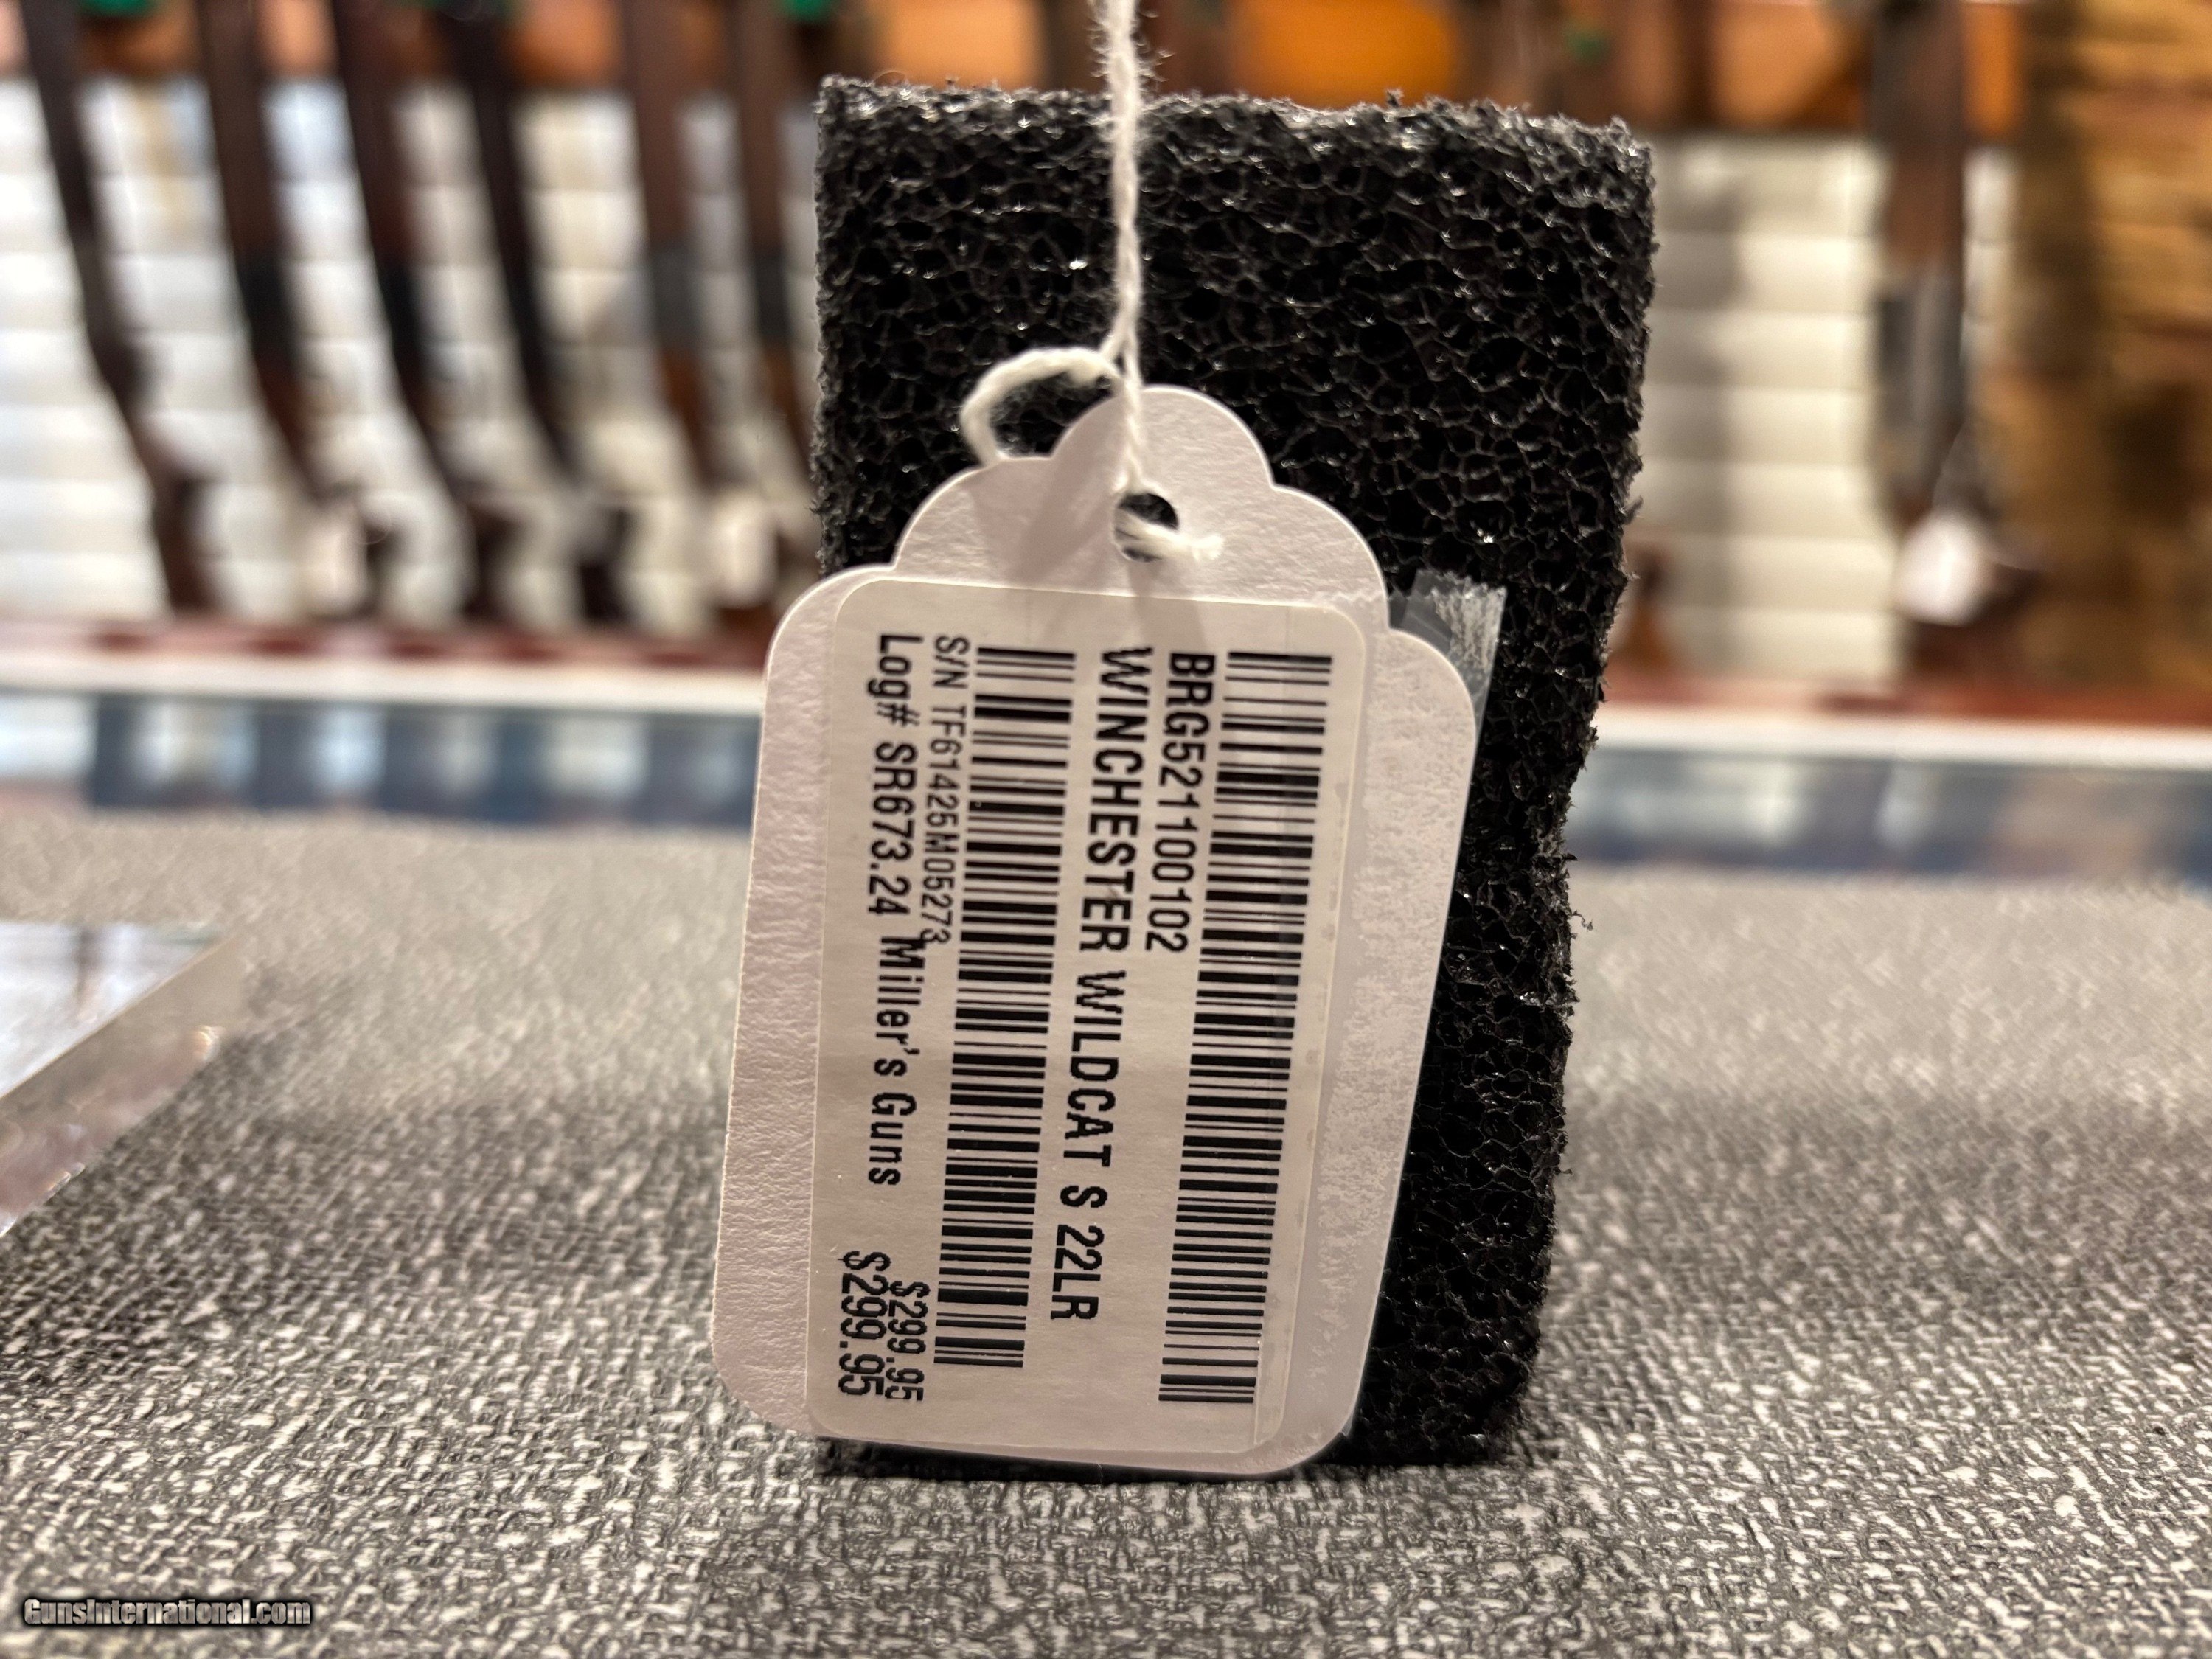 BRG521100102
WINCHESTER WILDCAT S 22LR
S/N TF61425M05273
$299.95
Log# SR673.24 Miller's Guns $299.95
GunsInternational.com